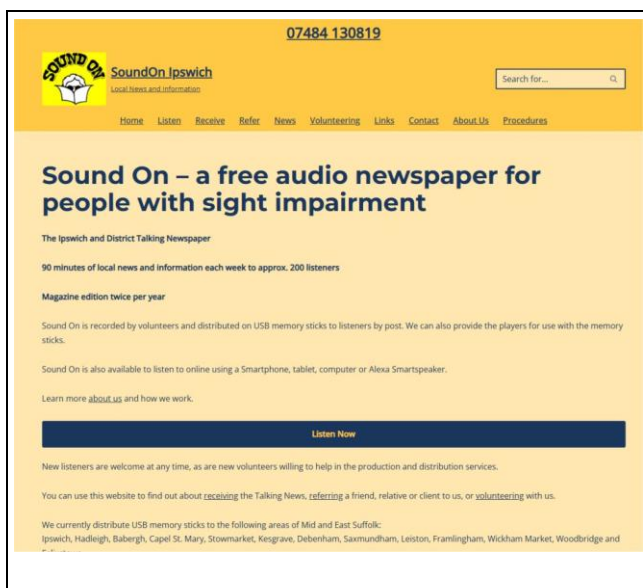 07484 130819
SOUND ON
SoundOn Ipswich
Local News and Information
Search for...
Home Listen Receive Refer News Volunteering Links Contact About Us Procedures
Sound On – a free audio newspaper for
people with sight impairment
The Ipswich and District Talking Newspaper
90 minutes of local news and information each week to approx. 200 listeners
Magazine edition twice per year
Sound On is recorded by volunteers and distributed on USB memory sticks to listeners by post. We can also provide the players for use with the memory
sticks.
Sound On is also available to listen to online using a Smartphone, tablet, computer or Alexa Smartspeaker.
Learn more about us and how we work.
Listen Now
New listeners are welcome at any time, as are new volunteers willing to help in the production and distribution services.
You can use this website to find out about receiving the Talking News, referring a friend, relative or client to us, or volunteering with us.
We currently distribute USB memory sticks to the following areas of Mid and East Suffolk:
Ipswich, Hadleigh, Babergh, Capel St. Mary, Stowmarket, Kesgrave, Debenham, Saxmundham, Leiston, Framlingham, Wickham Market, Woodbridge and